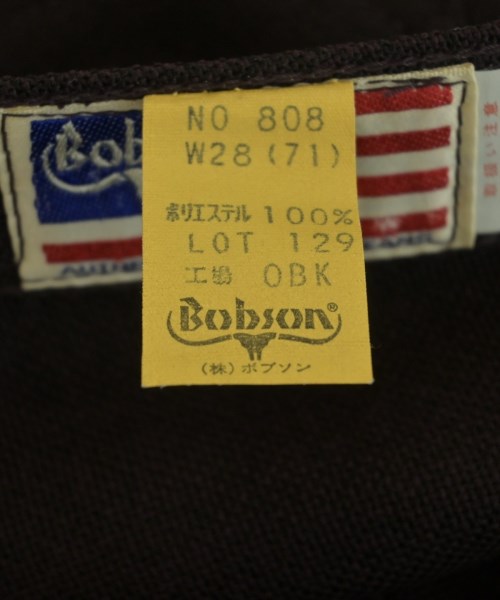 NO 808
W28(71)
ポリエステル 100%
LOT 129
工場 OBK
Bobson®
(株)ボブソン
Bob